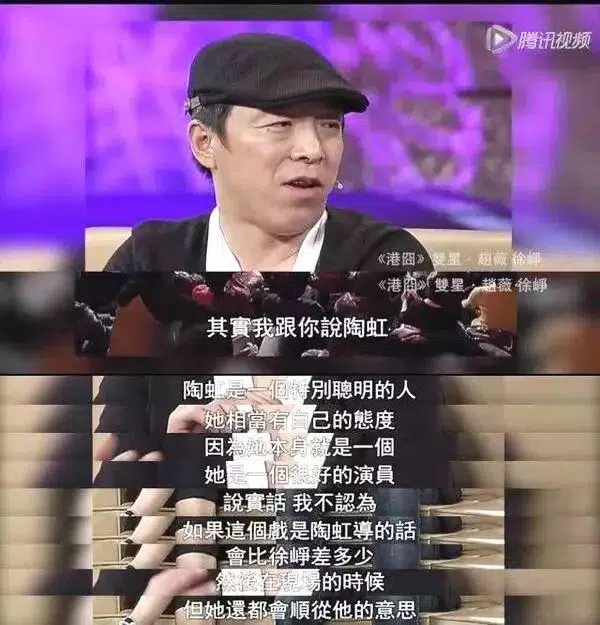 腾讯视频
《港囧》雙星·趙薇 徐崢
《港囧》雙星·趙薇 徐崢
其實我跟你說陶虹
陶虹是一個特別聰明的人
她相當有自己的態度
因為她本身就是一個
她是一個很好的演員
說實話 我不認為
如果這個戲是陶虹導的話
會比徐崢差多少
然後在現場的時候
但她還都會順從他的意思